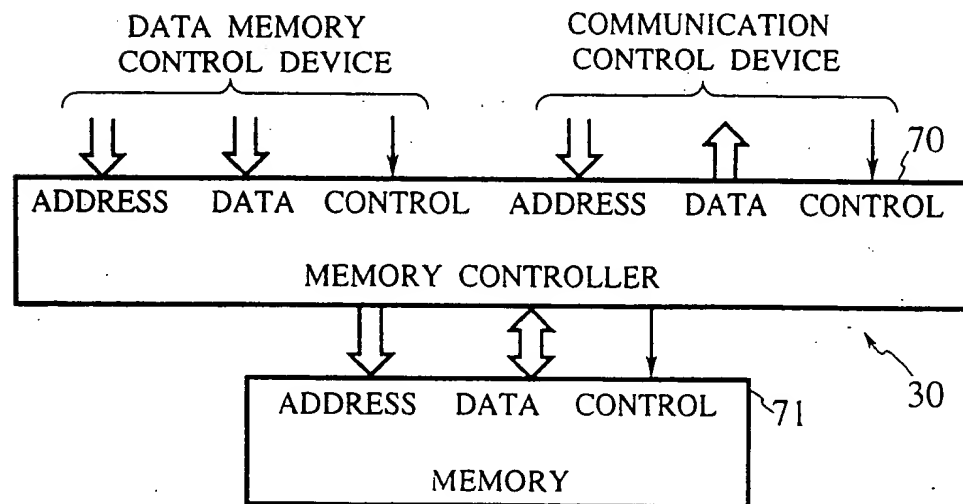 DATA MEMORY
CONTROL DEVICE
COMMUNICATION
CONTROL DEVICE
70
ADDRESS DATA CONTROL ADDRESS DATA CONTROL
MEMORY CONTROLLER
30
ADDRESS DATA CONTROL
71
MEMORY